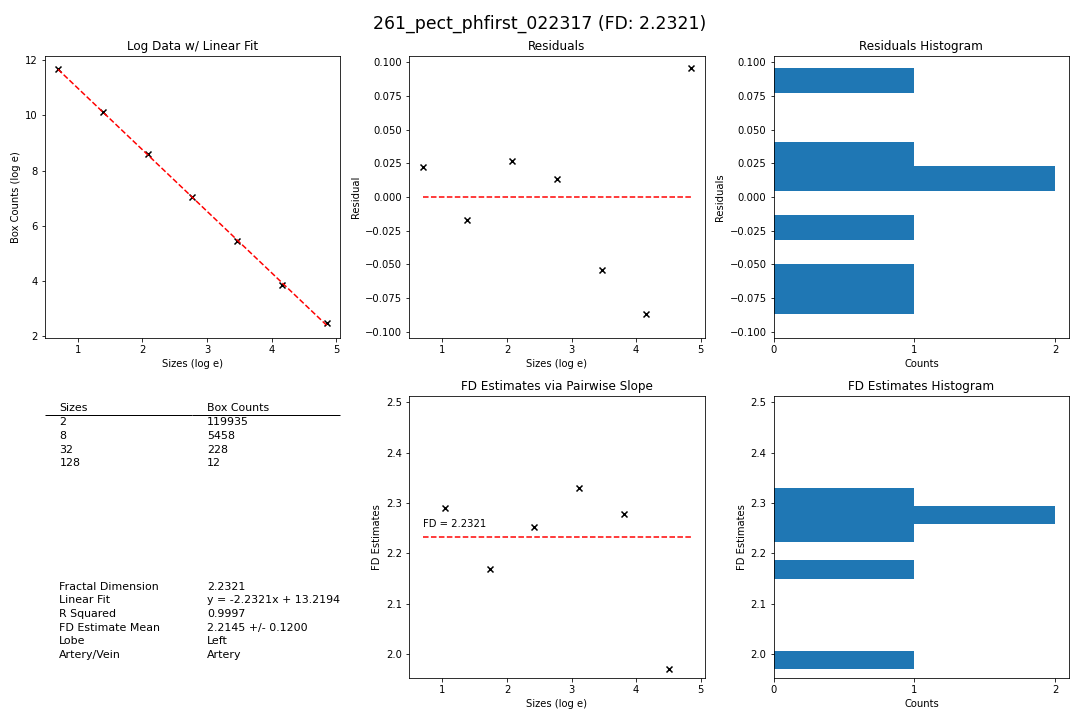 261_pect_phfirst_022317 (FD: 2.2321)
Log Data w/ Linear Fit
12
10
8
6
4
2
Box Counts (log e)
1 2 3 4 5
Sizes (log e)
Residuals
0.100
0.075
0.050
0.025
0.000
−0.025
−0.050
−0.075
−0.100
Residual
1 2 3 4 5
Sizes (log e)
Residuals Histogram
0.100
0.075
0.050
0.025
0.000
−0.025
−0.050
−0.075
−0.100
Residuals
0 1 2
Counts
Sizes Box Counts
2 119935
8 5458
32 228
128 12
Fractal Dimension 2.2321
Linear Fit y = -2.2321x + 13.2194
R Squared 0.9997
FD Estimate Mean 2.2145 +/- 0.1200
Lobe Left
Artery/Vein Artery
FD Estimates via Pairwise Slope
2.5
2.4
2.3
2.2
2.1
2.0
FD Estimates
FD = 2.2321
1 2 3 4 5
Sizes (log e)
FD Estimates Histogram
2.5
2.4
2.3
2.2
2.1
2.0
FD Estimates
0 1 2
Counts